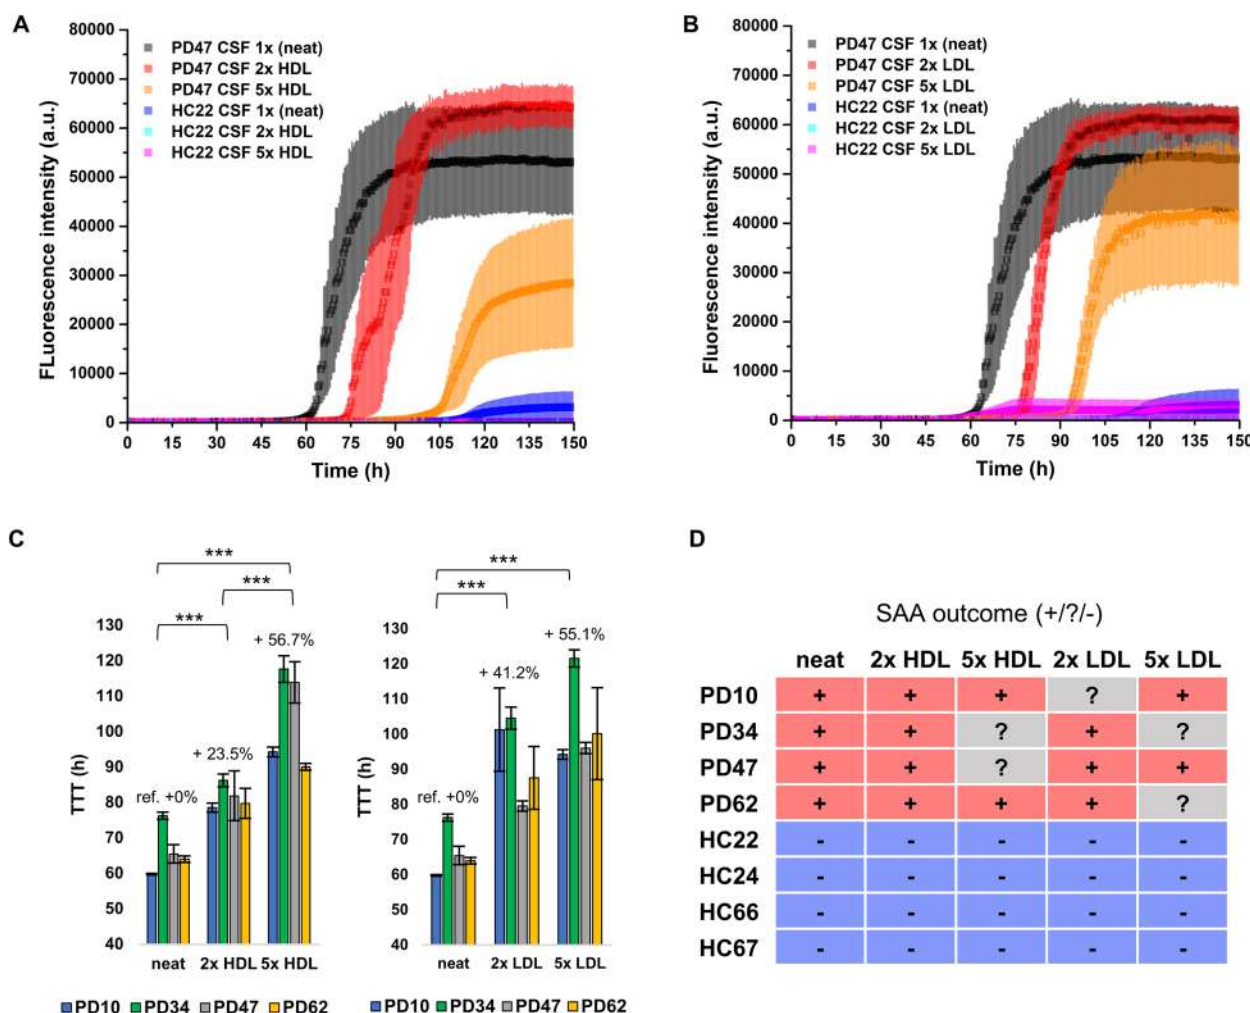 A
80000
70000
60000
50000
40000
30000
20000
10000
0
FLuorescence intensity (a.u.)
PD47 CSF 1x (neat)
PD47 CSF 2x HDL
PD47 CSF 5x HDL
HC22 CSF 1x (neat)
HC22 CSF 2x HDL
HC22 CSF 5x HDL
0 15 30 45 60 75 90 105 120 135 150
Time (h)
B
80000
70000
60000
50000
40000
30000
20000
10000
0
Fluorescence intensity (a.u.)
PD47 CSF 1x (neat)
PD47 CSF 2x LDL
PD47 CSF 5x LDL
HC22 CSF 1x (neat)
HC22 CSF 2x LDL
HC22 CSF 5x LDL
0 15 30 45 60 75 90 105 120 135 150
Time (h)
C
***
***
***
130
120
110
100
90
80
70
60
50
40
TTT (h)
ref. +0%
+ 23.5%
+ 56.7%
neat 2x HDL 5x HDL
PD10 PD34 PD47 PD62
***
***
130
120
110
100
90
80
70
60
50
40
TTT (h)
ref. +0%
+ 41.2%
+ 55.1%
neat 2x LDL 5x LDL
PD10 PD34 PD47 PD62
D
SAA outcome (+/?/-)
neat 2x HDL 5x HDL 2x LDL 5x LDL
PD10 + + + ? +
PD34 + + ? + ?
PD47 + + ? + +
PD62 + + + + ?
HC22 - - - - -
HC24 - - - - -
HC66 - - - - -
HC67 - - - - -